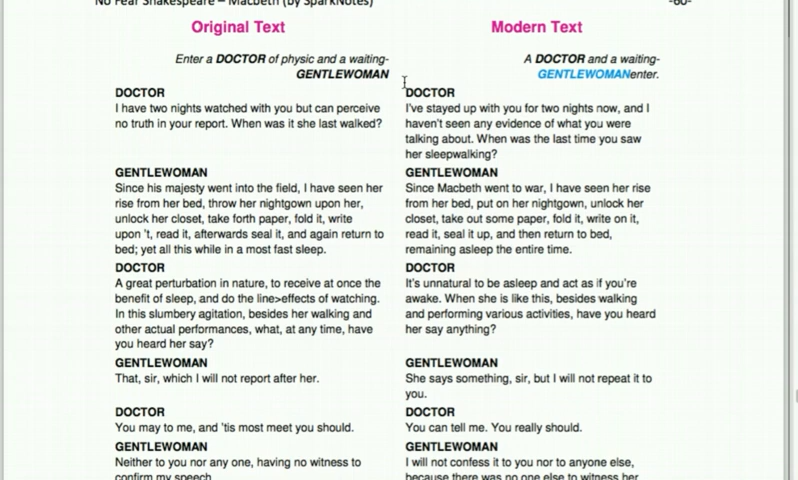 No Fear Shakespeare – Macbeth (by SparkNotes)
-60-
Original Text
Enter a DOCTOR of physic and a waiting-
GENTLEWOMAN
DOCTOR
I have two nights watched with you but can perceive
no truth in your report. When was it she last walked?
GENTLEWOMAN
Since his majesty went into the field, I have seen her
rise from her bed, throw her nightgown upon her,
unlock her closet, take forth paper, fold it, write
upon 't, read it, afterwards seal it, and again return to
bed; yet all this while in a most fast sleep.
DOCTOR
A great perturbation in nature, to receive at once the
benefit of sleep, and do the line>effects of watching.
In this slumbery agitation, besides her walking and
other actual performances, what, at any time, have
you heard her say?
GENTLEWOMAN
That, sir, which I will not report after her.
DOCTOR
You may to me, and 'tis most meet you should.
GENTLEWOMAN
Neither to you nor any one, having no witness to
confirm my speech
Modern Text
A DOCTOR and a waiting-
GENTLEWOMANenter.
DOCTOR
I've stayed up with you for two nights now, and I
haven't seen any evidence of what you were
talking about. When was the last time you saw
her sleepwalking?
GENTLEWOMAN
Since Macbeth went to war, I have seen her rise
from her bed, put on her nightgown, unlock her
closet, take out some paper, fold it, write on it,
read it, seal it up, and then return to bed,
remaining asleep the entire time.
DOCTOR
It's unnatural to be asleep and act as if you're
awake. When she is like this, besides walking
and performing various activities, have you heard
her say anything?
GENTLEWOMAN
She says something, sir, but I will not repeat it to
you.
DOCTOR
You can tell me. You really should.
GENTLEWOMAN
I will not confess it to you nor to anyone else,
because there was no one else to witness her